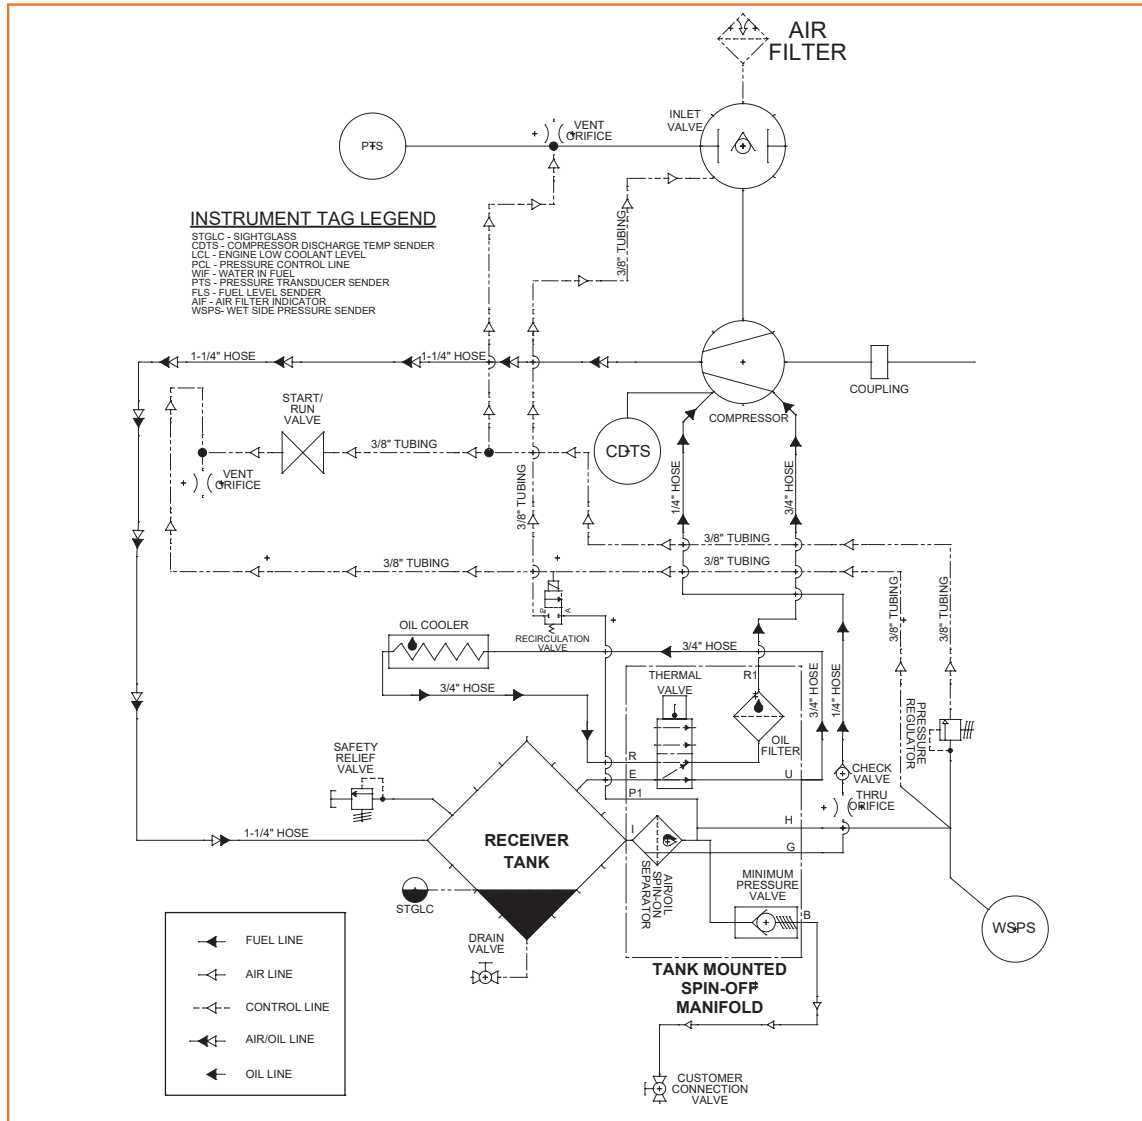 AIR
FILTER
INLET
VALVE
VENT
ORIFICE
PTS
INSTRUMENT TAG LEGEND
STGLC - SIGHTGLASS
CDTS - COMPRESSOR DISCHARGE TEMP SENDER
LCL - ENGINE LOW COOLANT LEVEL
PCL - PRESSURE CONTROL LINE
WIF - WATER IN FUEL
PTS - PRESSURE TRANSDUCER SENDER
FLS - FUEL LEVEL SENDER
AIF - AIR FILTER INDICATOR
WSPS- WET SIDE PRESSURE SENDER
3/8" TUBING
1-1/4" HOSE
1-1/4" HOSE
COUPLING
COMPRESSOR
START/
RUN
VALVE
3/8" TUBING
CDTS
VENT
ORIFICE
3/8" TUBING
1/4" HOSE
3/4" HOSE
3/8" TUBING
3/8" TUBING
3/8" TUBING
3/8" TUBING
3/8" TUBING
P
A
RECIRCULATION
VALVE
OIL COOLER
3/4" HOSE
3/4" HOSE
THERMAL
VALVE
R1
3/4" HOSE
1/4" HOSE
OIL
FILTER
PRESSURE
REGULATOR
SAFETY
RELIEF
VALVE
R
E
U
P1
CHECK
VALVE
THRU
ORIFICE
H
I
G
1-1/4" HOSE
RECEIVER
TANK
AIR/OIL
SPIN-ON
SEPARATOR
MINIMUM
PRESSURE
VALVE
B
STGLC
DRAIN
VALVE
WSPS
TANK MOUNTED
SPIN-OFF
MANIFOLD
FUEL LINE
AIR LINE
CONTROL LINE
AIR/OIL LINE
OIL LINE
CUSTOMER
CONNECTION
VALVE